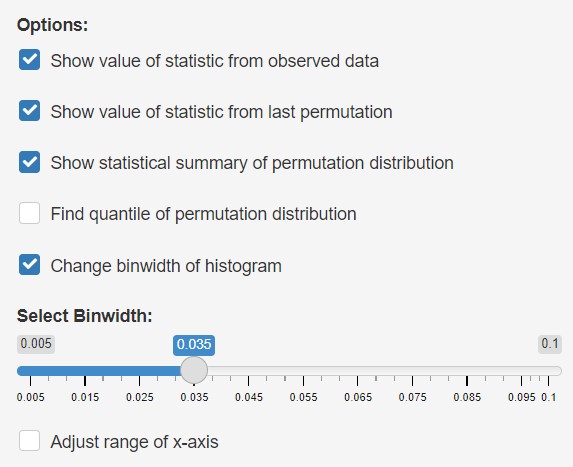 Options:
Show value of statistic from observed data
Show value of statistic from last permutation
Show statistical summary of permutation distribution
Find quantile of permutation distribution
Change binwidth of histogram
Select Binwidth:
0.005 0.035 0.1
0.005 0.015 0.025 0.035 0.045 0.055 0.065 0.075 0.085 0.095 0.1
Adjust range of x-axis